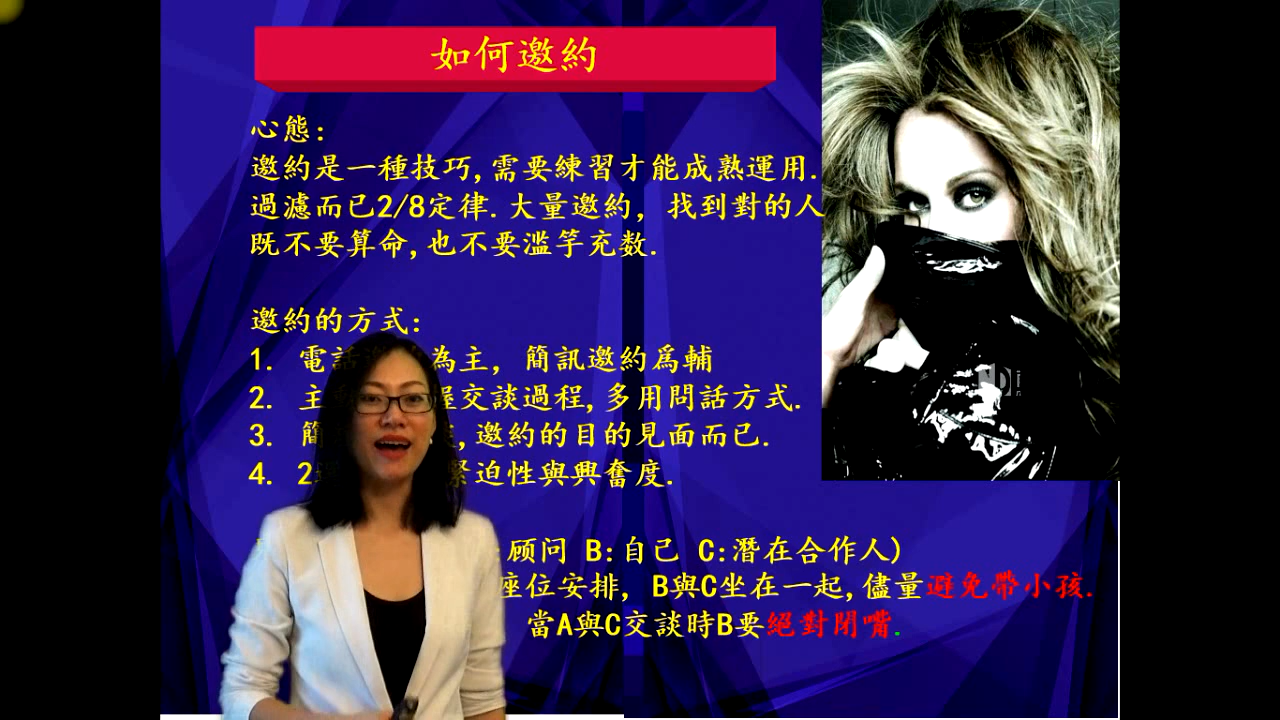 如何邀約
心態:
邀約是一種技巧,需要練習才能成熟運用.
過濾而已2/8定律.大量邀約, 找到對的人
既不要算命,也不要滥竽充数.
邀約的方式:
1. 電話 為主, 簡訊邀約爲輔
2. 主 交談過程,多用問話方式.
3. 簡 ,邀約的目的見面而已.
4. 2 緊迫性與興奮度.
顾问 B:自己 C:潛在合作人)
座位安排, B與C坐在一起,儘量避免帶小孩.
當A與C交談時B要絕對閉嘴.